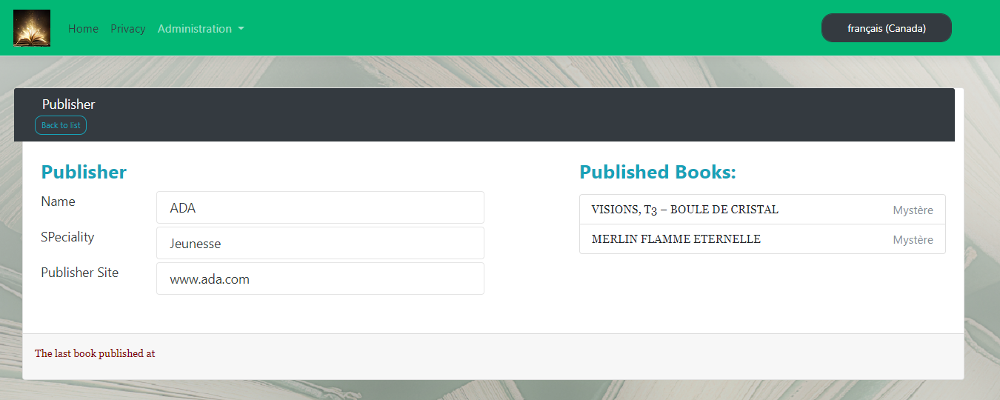 Home Privacy Administration français (Canada)
Publisher
Back to list
Publisher
Name ADA
SPeciality Jeunesse
Publisher Site www.ada.com
Published Books:
VISIONS, T3 – BOULE DE CRISTAL Mystère
MERLIN FLAMME ETERNELLE Mystère
The last book published at